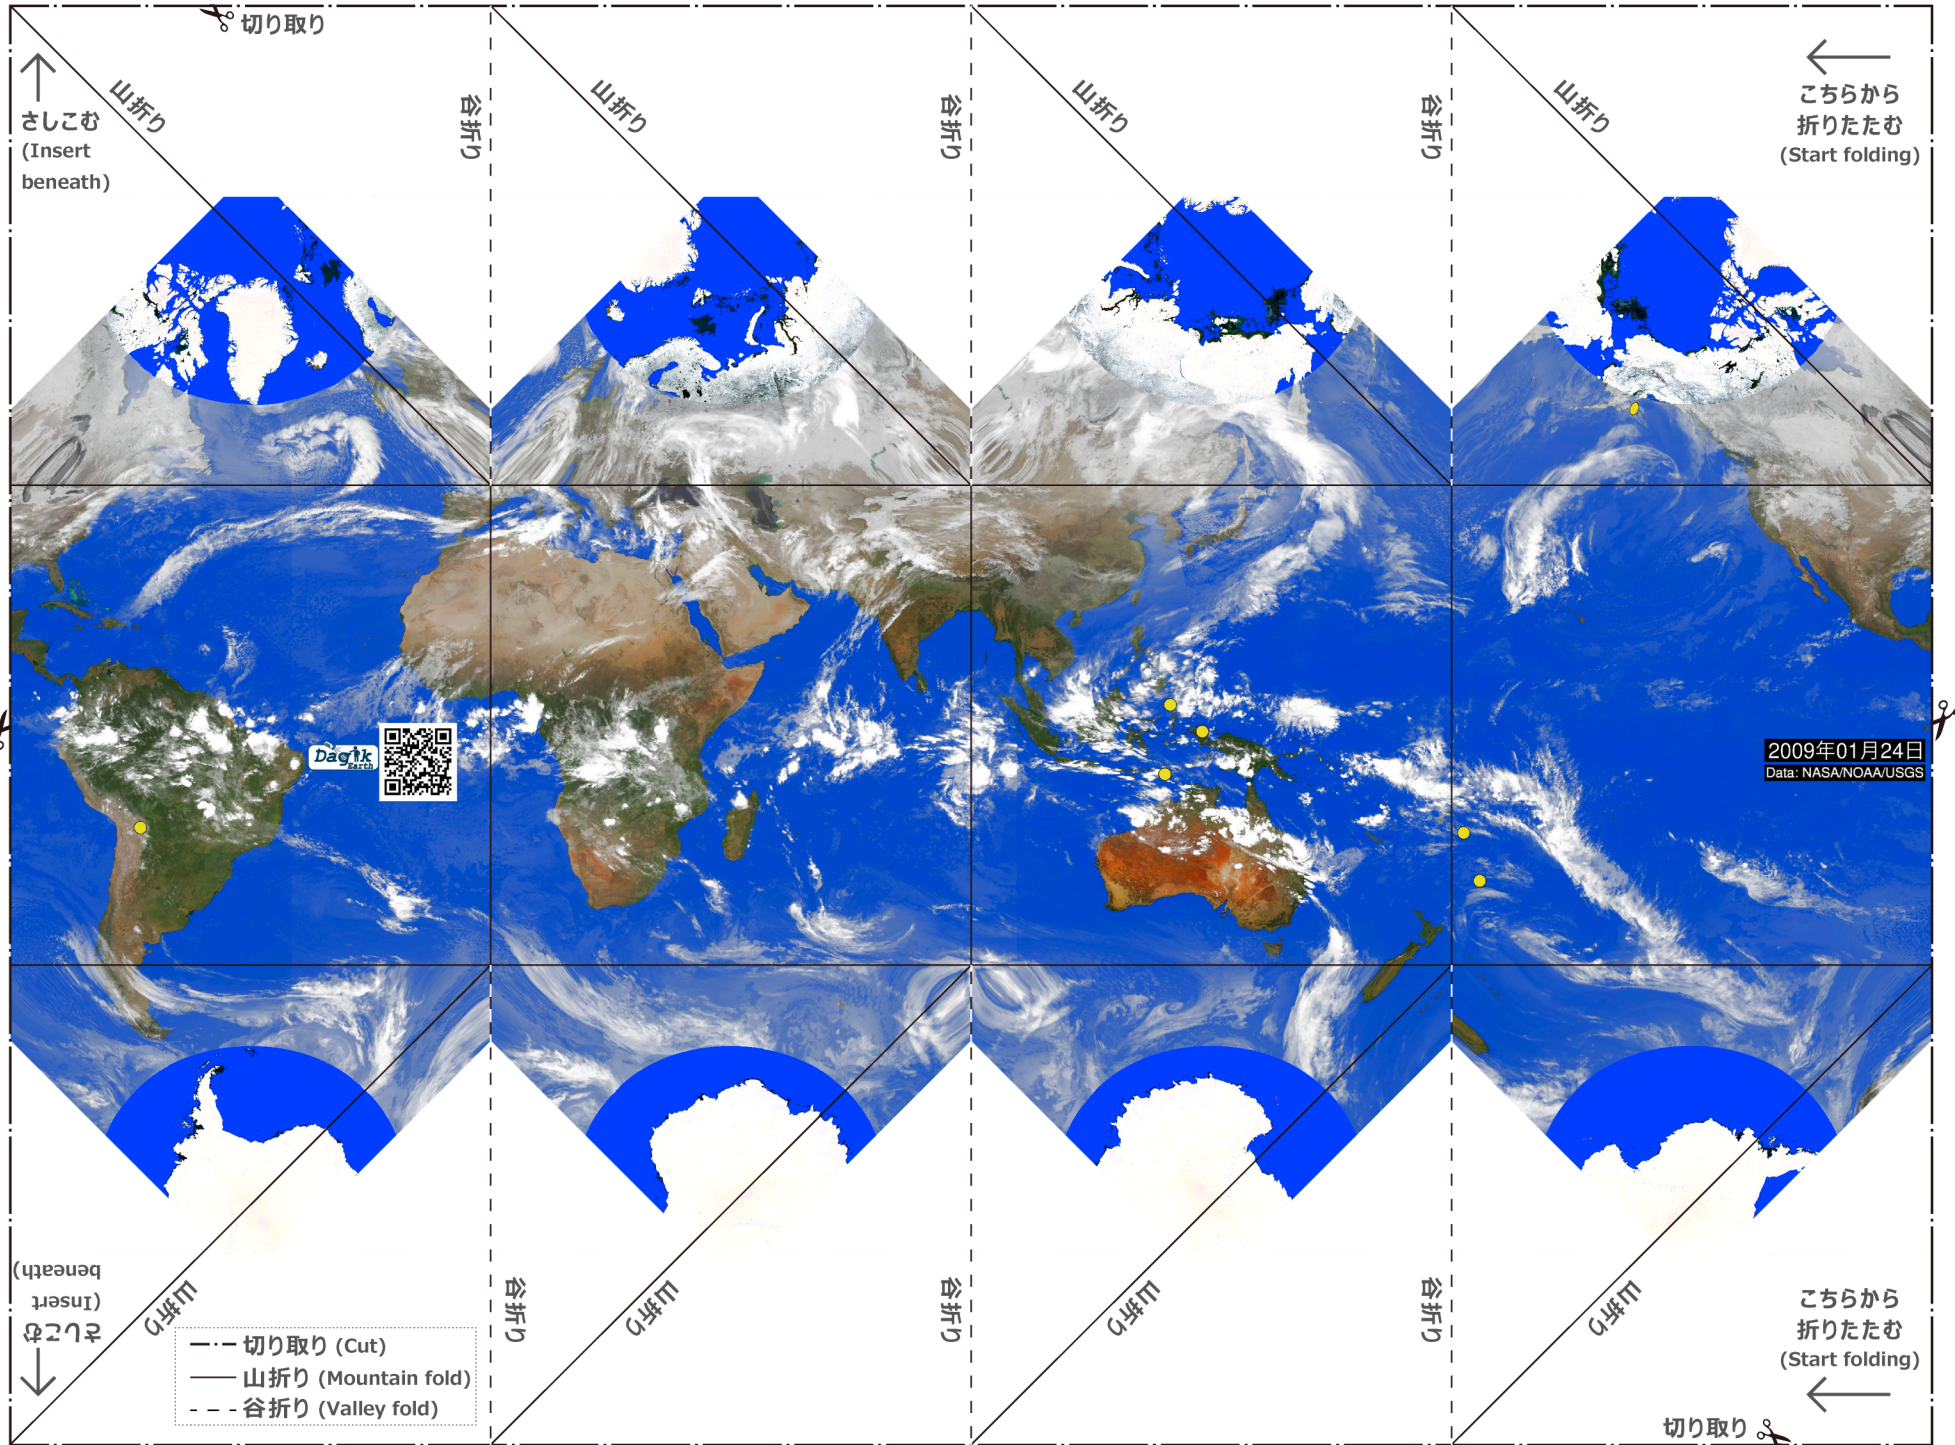 切り取り
さしこむ
(Insert
beneath)
山折り
谷折り
山折り
谷折り
山折り
谷折り
山折り
こちらから
折りたたむ
(Start folding)
Dagik
Earth
2009年01月24日
Data: NASA/NOAA/USGS
さしこむ
(Insert
beneath)
山折り
谷折り
山折り
谷折り
山折り
谷折り
山折り
こちらから
折りたたむ
(Start folding)
切り取り (Cut)
山折り (Mountain fold)
谷折り (Valley fold)
切り取り